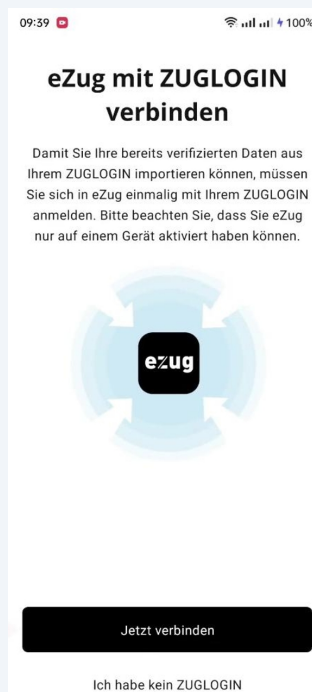 09:39
100%
eZug mit ZUGLOGIN
verbinden
Damit Sie Ihre bereits verifizierten Daten aus
Ihrem ZUGLOGIN importieren können, müssen
Sie sich in eZug einmalig mit Ihrem ZUGLOGIN
anmelden. Bitte beachten Sie, dass Sie eZug
nur auf einem Gerät aktiviert haben können.
ezug
Jetzt verbinden
Ich habe kein ZUGLOGIN